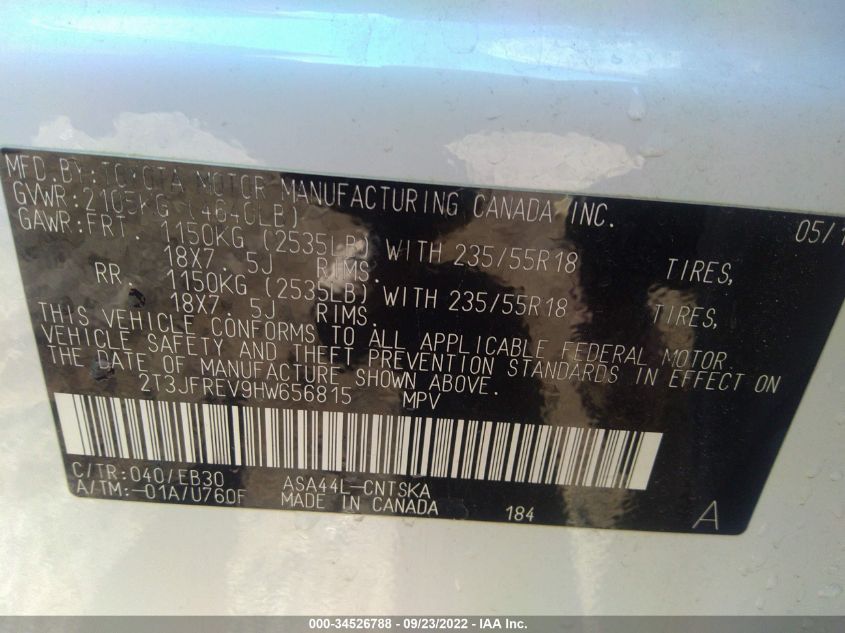 MFD. BY: TOYOTA MOTOR MANUFACTURING CANADA INC.
GVWR: 2105KG (4640LB) 05/1
GAWR: FRT. 1150KG (2535LB) WITH 235/55R18 TIRES,
18X7. 5J RIMS.
RR. 1150KG (2535LB) WITH 235/55R18 TIRES,
18X7. 5J RIMS.
THIS VEHICLE CONFORMS TO ALL APPLICABLE FEDERAL MOTOR
VEHICLE SAFETY AND THEFT PREVENTION STANDARDS IN EFFECT ON
THE DATE OF MANUFACTURE SHOWN ABOVE.
2T3JFREV9HW656815 MPV
C/TR: 040/EB30 ASA44L-CNTSKA
A/TM: -01A/U760F MADE IN CANADA 184 A
000-34526788 - 09/23/2022 - IAA Inc.